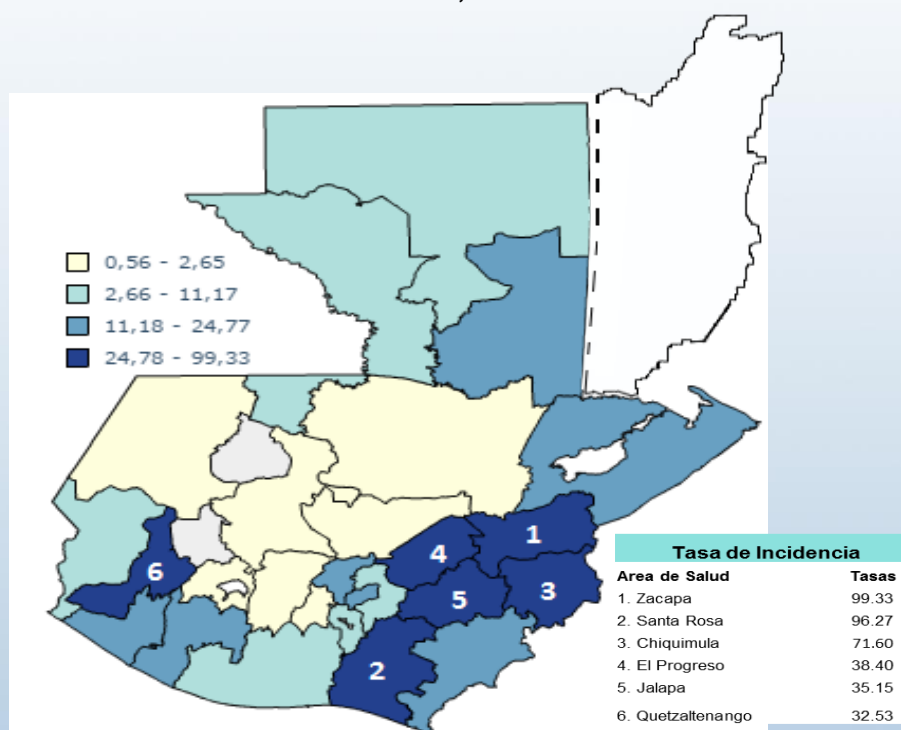 0,56 - 2,65
2,66 - 11,17
11,18 - 24,77
24,78 - 99,33
1
4
6
3
5
2
Tasa de Incidencia
Area de Salud Tasas
1. Zacapa 99.33
2. Santa Rosa 96.27
3. Chiquimula 71.60
4. El Progreso 38.40
5. Jalapa 35.15
6. Quetzaltenango 32.53